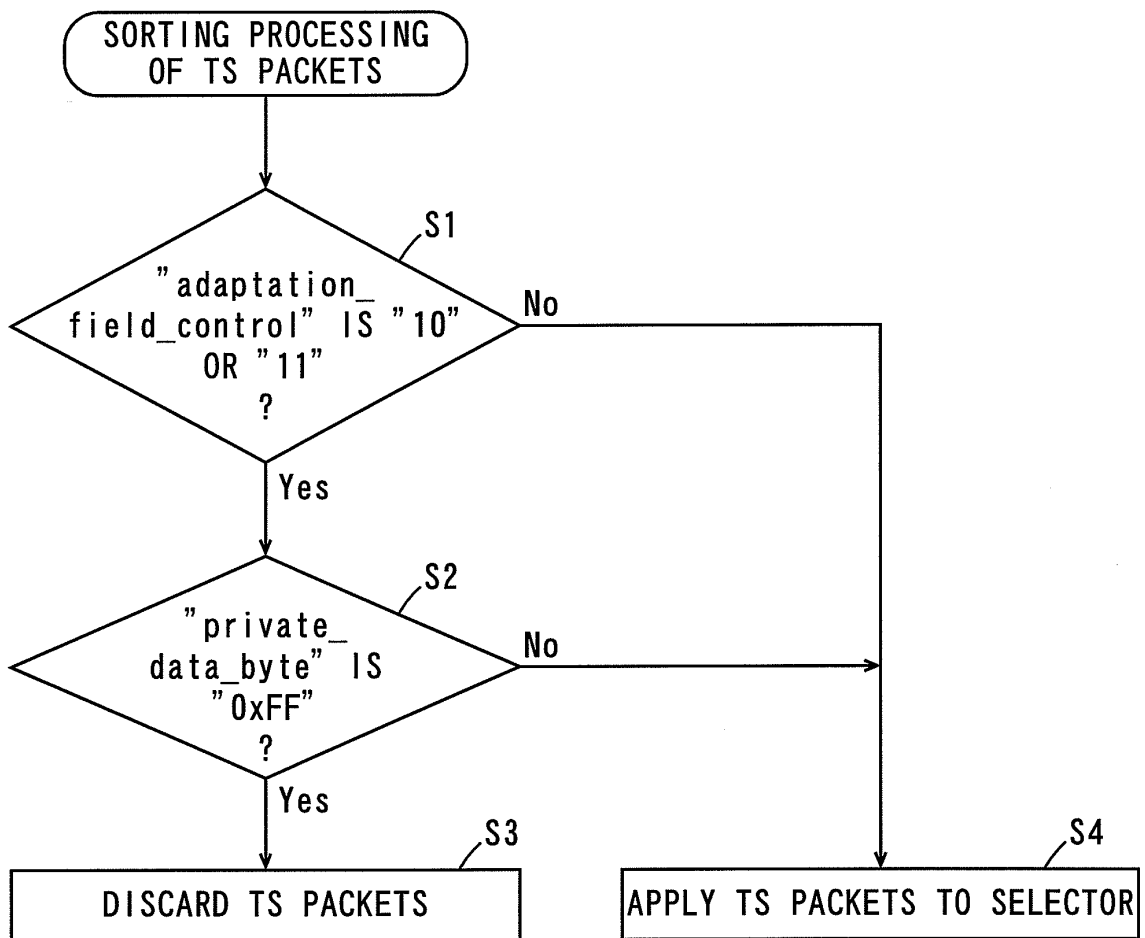 SORTING PROCESSING
OF TS PACKETS
S1
"adaptation_
field_control" IS "10"
OR "11"
?
No
Yes
S2
"private_
data_byte" IS
"0xFF"
?
No
Yes
S3
DISCARD TS PACKETS
S4
APPLY TS PACKETS TO SELECTOR